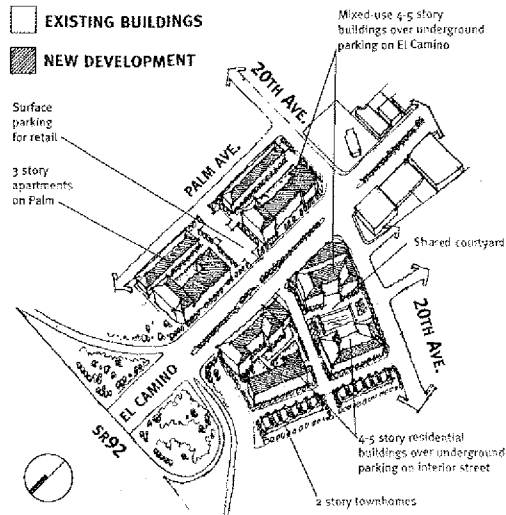 EXISTING BUILDINGS
NEW DEVELOPMENT
Mixed-use 4-5 story
buildings over underground
parking on El Camino
20TH AVE.
Surface
parking
for retail
PALM AVE.
3 story
apartments
on Palm
Shared courtyard
20TH AVE.
EL CAMINO
SR92
4-5 story residential
buildings over underground
parking on interior street
2 story townhomes